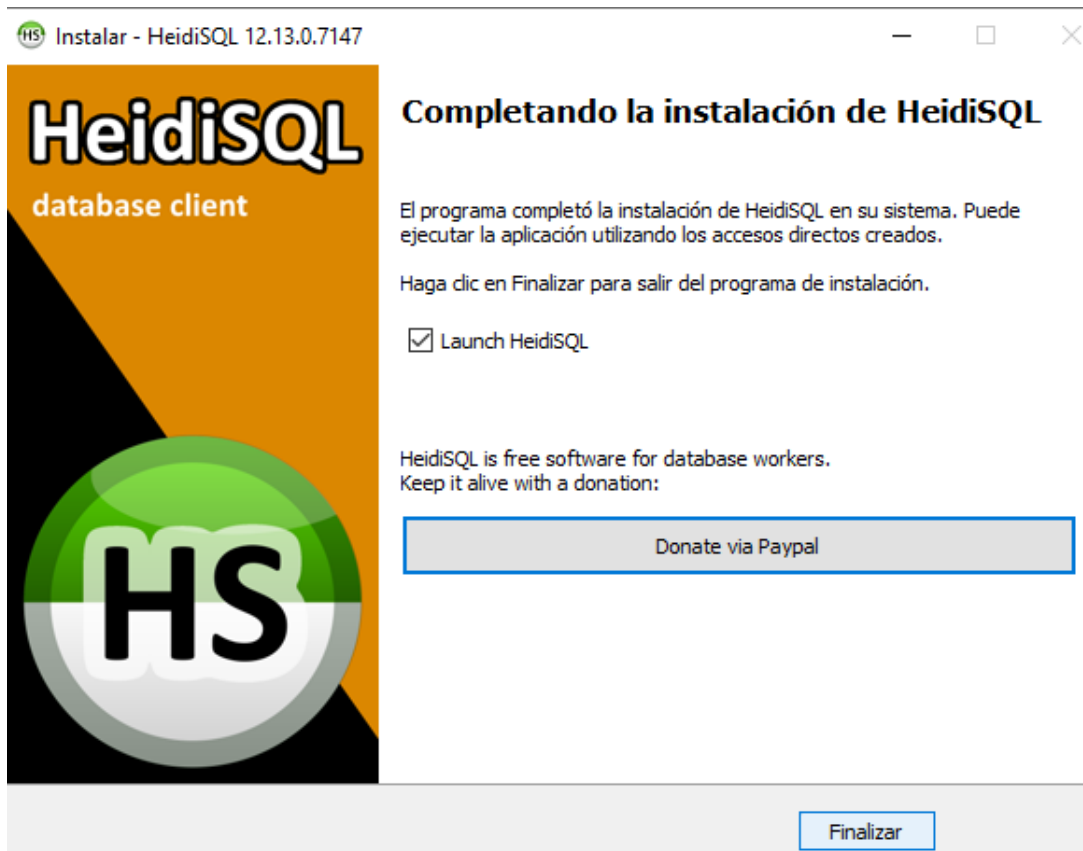 HS Instalar - HeidiSQL 12.13.0.7147
HeidiSQL
database client
HS
Completando la instalación de HeidiSQL
El programa completó la instalación de HeidiSQL en su sistema. Puede
ejecutar la aplicación utilizando los accesos directos creados.
Haga clic en Finalizar para salir del programa de instalación.
Launch HeidiSQL
HeidiSQL is free software for database workers.
Keep it alive with a donation:
Donate via Paypal
Finalizar